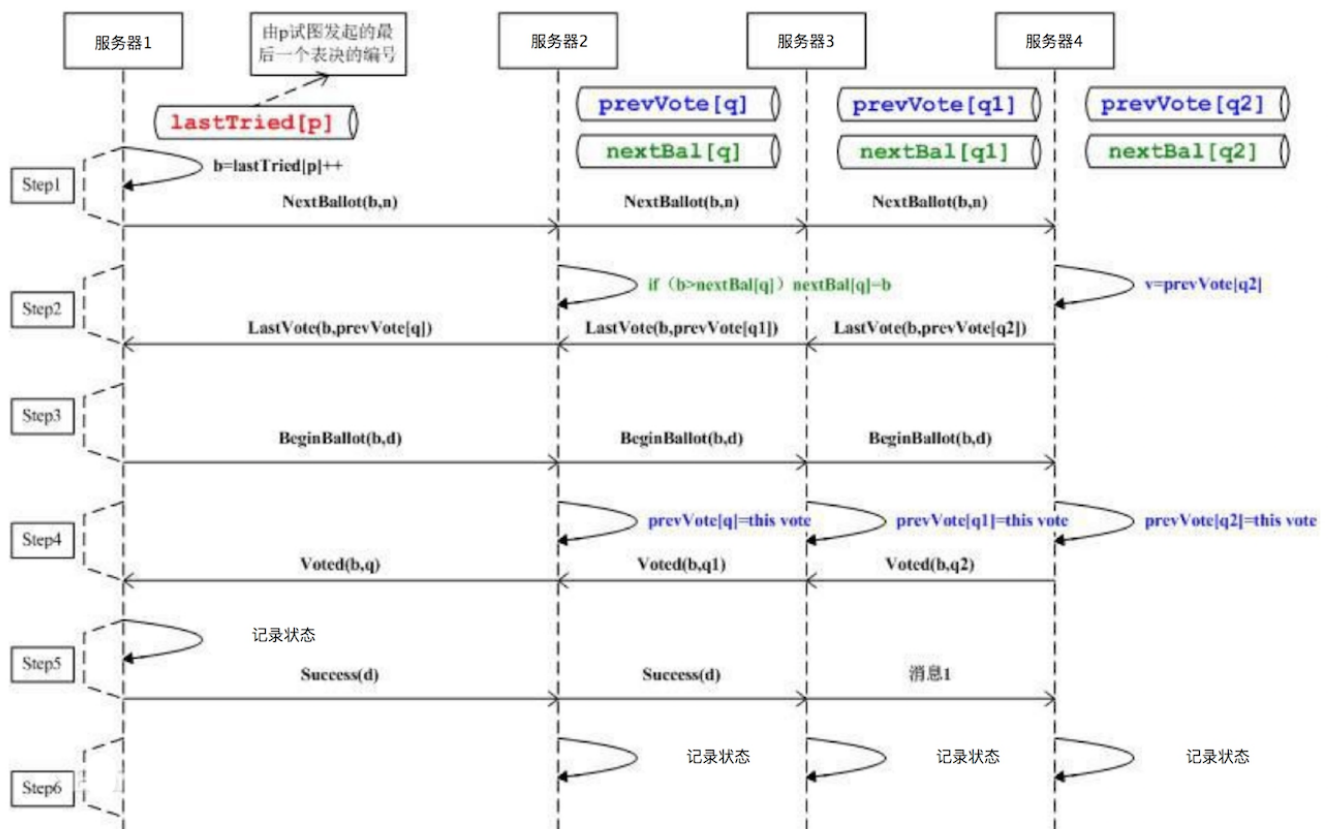 服务器1
由p试图发起的最
后一个表决的编号
服务器2
服务器3
服务器4
lastTried[p]
prevVote[q]
prevVote[q1]
prevVote[q2]
nextBal[q]
nextBal[q1]
nextBal[q2]
Step1
b=lastTried[p]++
NextBallot(b,n)
NextBallot(b,n)
NextBallot(b,n)
Step2
if（b>nextBal[q]）nextBal[q]=b
v=prevVote[q2]
LastVote(b,prevVote[q])
LastVote(b,prevVote[q1])
LastVote(b,prevVote[q2])
Step3
BeginBallot(b,d)
BeginBallot(b,d)
BeginBallot(b,d)
Step4
prevVote[q]=this vote
prevVote[q1]=this vote
prevVote[q2]=this vote
Voted(b,q)
Voted(b,q1)
Voted(b,q2)
Step5
记录状态
Success(d)
Success(d)
消息1
Step6
记录状态
记录状态
记录状态